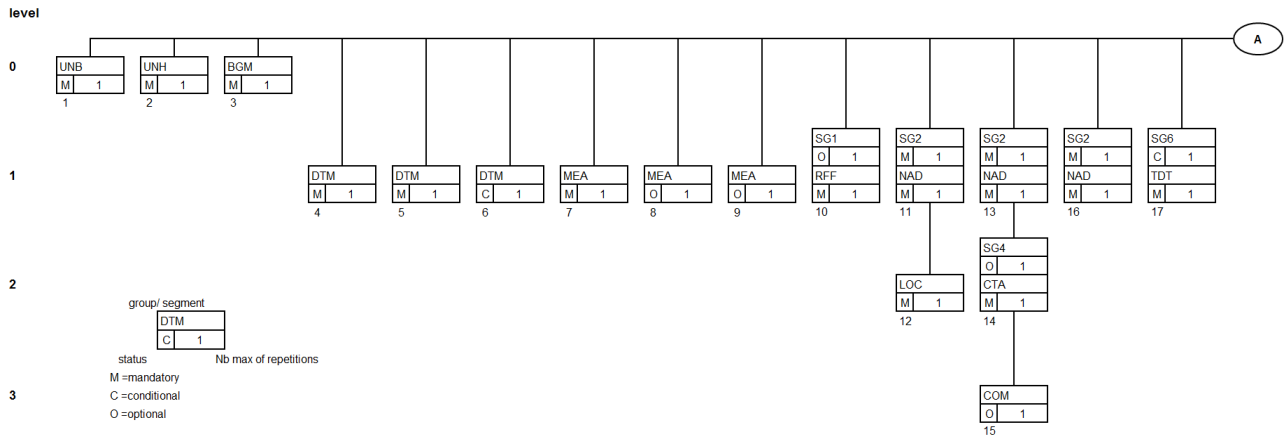 level
A
0
UNB
M 1
1
UNH
M 1
2
BGM
M 1
3
1
DTM
M 1
4
DTM
M 1
5
DTM
C 1
6
MEA
M 1
7
MEA
O 1
8
MEA
O 1
9
SG1
O 1
RFF
M 1
10
SG2
M 1
NAD
M 1
11
SG2
M 1
NAD
M 1
13
SG2
M 1
NAD
M 1
16
SG6
C 1
TDT
M 1
17
2
LOC
M 1
12
SG4
O 1
CTA
M 1
14
group/ segment
DTM
C 1
status Nb max of repetitions
M =mandatory
C =conditional
O =optional
3
COM
O 1
15